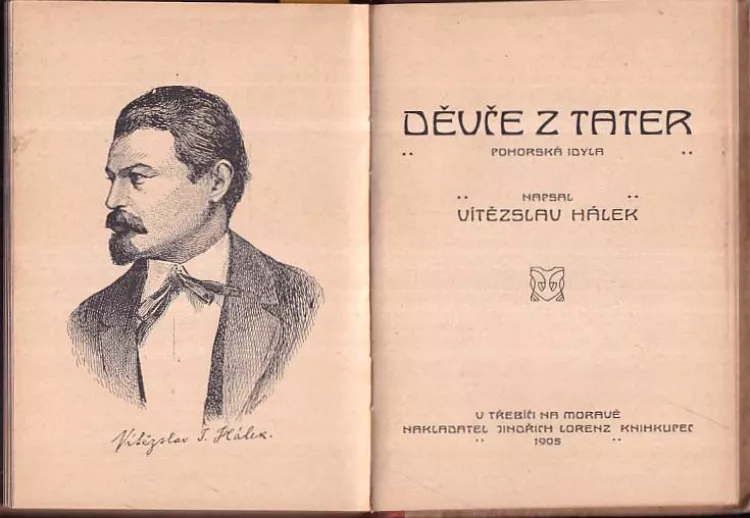 Vítězslav T. Hálek.
DĚVČE Z TATER
POHORSKÁ IDYLA
NAPSAL
VÍTĚZSLAV HÁLEK
V TŘEBÍČI NA MORAVĚ
NAKLADATEL JINDŘICH LORENZ KNIHKUPEC
1905